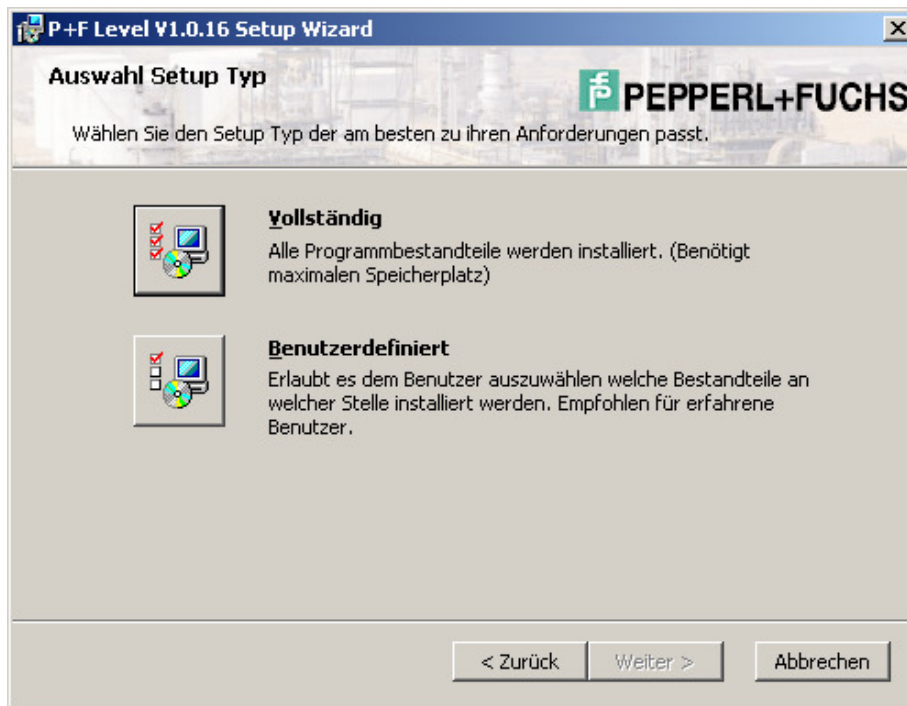 P+F Level V1.0.16 Setup Wizard
Auswahl Setup Typ
PEPPERL+FUCHS
Wählen Sie den Setup Typ der am besten zu ihren Anforderungen passt.
Vollständig
Alle Programmbestandteile werden installiert. (Benötigt
maximalen Speicherplatz)
Benutzerdefiniert
Erlaubt es dem Benutzer auszuwählen welche Bestandteile an
welcher Stelle installiert werden. Empfohlen für erfahrene
Benutzer.
< Zurück
Weiter >
Abbrechen